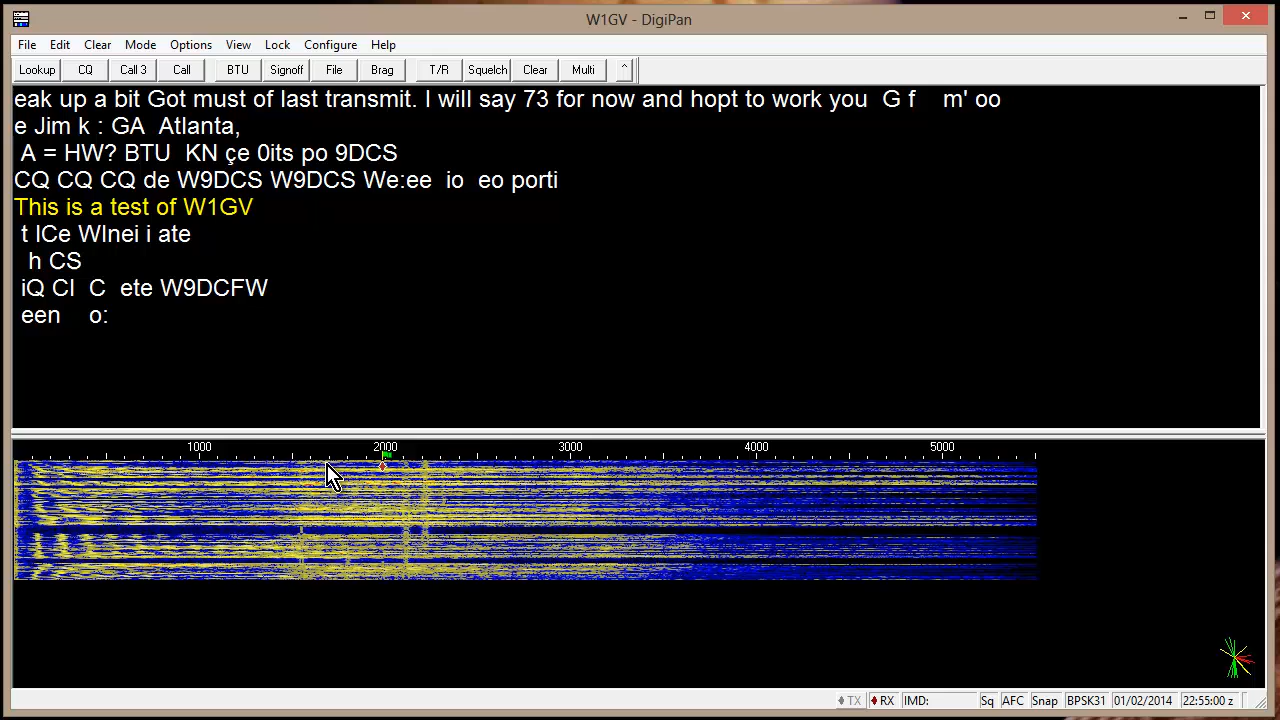 W1GV - DigiPan
File Edit Clear Mode Options View Lock Configure Help
Lookup CQ Call 3 Call BTU Signoff File Brag T/R Squelch Clear Multi ^
eak up a bit Got must of last transmit. I will say 73 for now and hopt to work you  G f    m' oo
e Jim k : GA  Atlanta,
A = HW? BTU  KN çe 0its po 9DCS
CQ CQ CQ de W9DCS W9DCS We:ee  io  eo porti
This is a test of W1GV
t ICe WInei i ate
h CS
iQ CI  C  ete W9DCFW
een    o:
1000 2000 3000 4000 5000
TX RX IMD: Sq AFC Snap BPSK31 01/02/2014 22:55:00 z